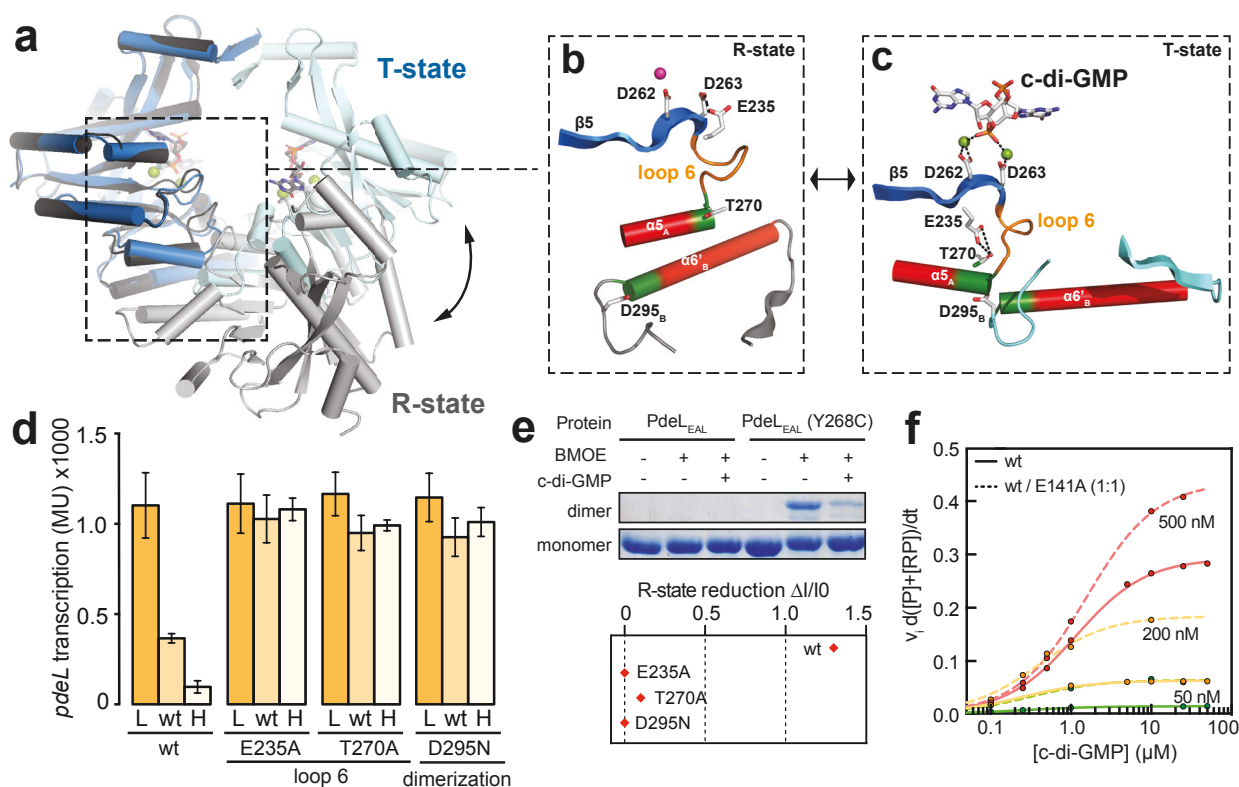 a
T-state
R-state
b
R-state
D262
D263
E235
β5
loop 6
T270
α5A
α6'B
D295B
c
T-state
c-di-GMP
D262
D263
β5
E235
loop 6
T270
α5A
α6'B
D295B
d
pdeL transcription (MU) x1000
1.5
1.0
0.5
0
L wt H L wt H L wt H L wt H
wt E235A T270A D295N
loop 6 dimerization
e
Protein PdeLEAL PdeLEAL (Y268C)
BMOE - + + - + +
c-di-GMP + +
dimer
monomer
R-state reduction ΔI/I0
0 0.5 1.0 1.5
wt
E235A
T270A
D295N
f
wt
wt / E141A (1:1)
vi d([P]+[RP])/dt
0.5
0.4
0.3
0.2
0.1
0.0
500 nM
200 nM
50 nM
0.1 1.0 10 100
[c-di-GMP] (µM)